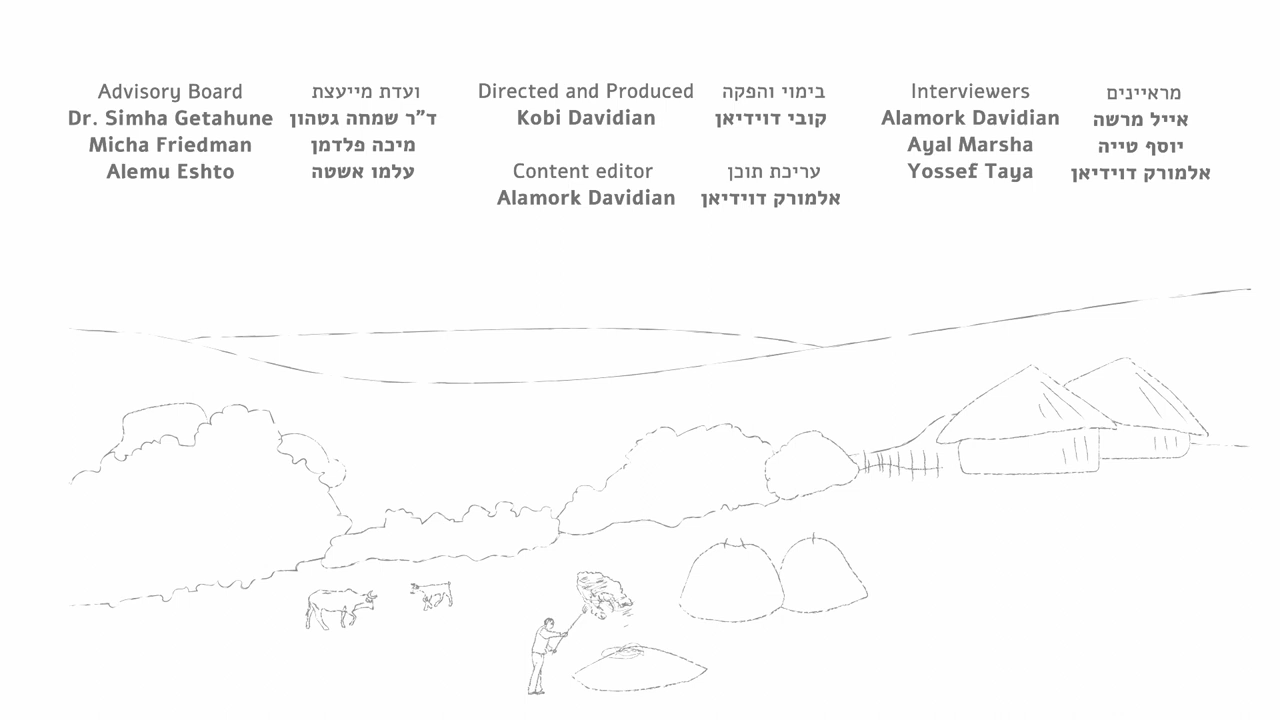 Advisory Board ועדת מייעצת
Dr. Simha Getahune ד"ר שמחה גטהון
Micha Friedman מיכה פלדמן
Alemu Eshto עלמו אשטה
Directed and Produced בימוי והפקה
Kobi Davidian קובי דוידיאן
Content editor עריכת תוכן
Alamork Davidian אלמורק דוידיאן
Interviewers מראיינים
Alamork Davidian אייל מרשה
Ayal Marsha יוסף טייה
Yossef Taya אלמורק דוידיאן